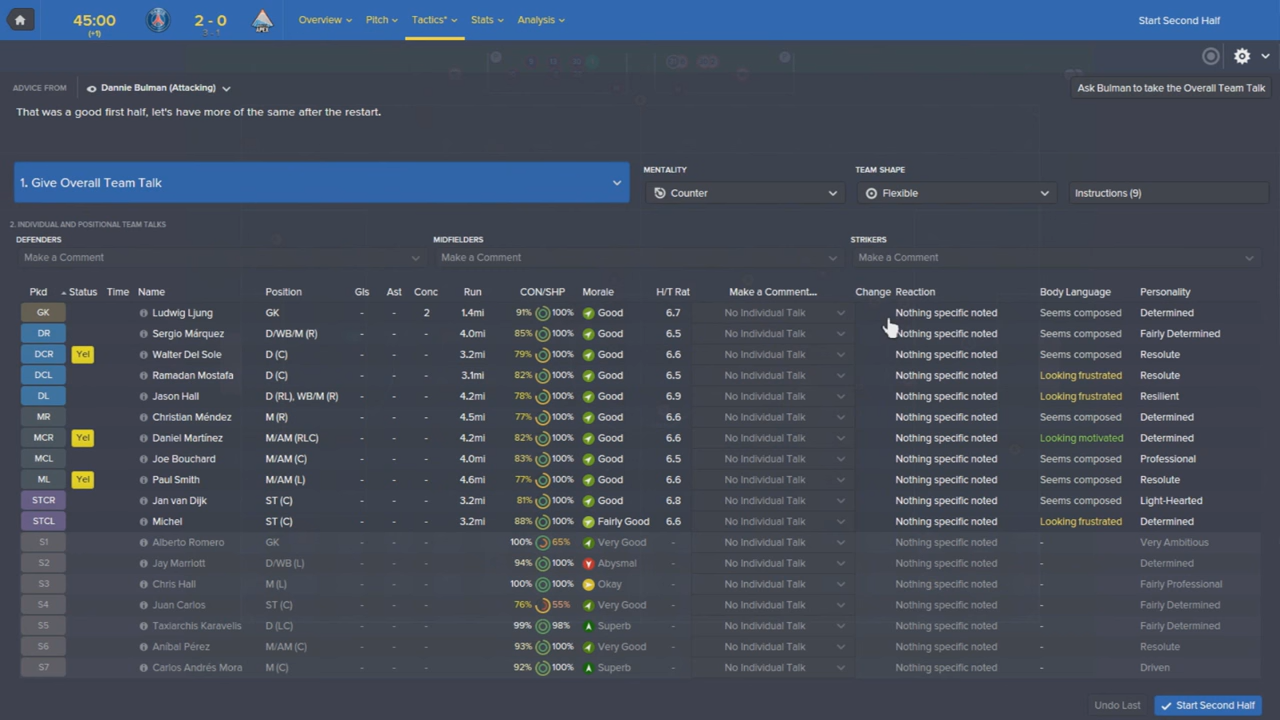 45:00 2 - 0 Overview Pitch Tactics* Stats Analysis Start Second Half
(+1) 3 - 1 APEX
ADVICE FROM Dannie Bulman (Attacking) Ask Bulman to take the Overall Team Talk
That was a good first half, let's have more of the same after the restart.
MENTALITY TEAM SHAPE
1. Give Overall Team Talk Counter Flexible Instructions (9)
2. INDIVIDUAL AND POSITIONAL TEAM TALKS
DEFENDERS MIDFIELDERS STRIKERS
Make a Comment Make a Comment Make a Comment
Pkd Status Time Name Position Gls Ast Conc Run CON/SHP Morale H/T Rat Make a Comment... Change Reaction Body Language Personality
GK Ludwig Ljung GK - - 2 1.4mi 91% 100% Good 6.7 No Individual Talk Nothing specific noted Seems composed Determined
DR Sergio Márquez D/WB/M (R) - - - 4.0mi 85% 100% Good 6.5 No Individual Talk Nothing specific noted Seems composed Fairly Determined
DCR Yel Walter Del Sole D (C) - - - 3.2mi 79% 100% Good 6.6 No Individual Talk Nothing specific noted Seems composed Resolute
DCL Ramadan Mostafa D (C) - - - 3.1mi 82% 100% Good 6.5 No Individual Talk Nothing specific noted Looking frustrated Resolute
DL Jason Hall D (RL), WB/M (R) - - - 4.2mi 78% 100% Good 6.9 No Individual Talk Nothing specific noted Looking frustrated Resilient
MR Christian Méndez M (R) - - - 4.5mi 77% 100% Good 6.6 No Individual Talk Nothing specific noted Seems composed Determined
MCR Yel Daniel Martínez M/AM (RLC) - - - 4.2mi 82% 100% Good 6.6 No Individual Talk Nothing specific noted Looking motivated Determined
MCL Joe Bouchard M/AM (C) - - - 4.0mi 83% 100% Good 6.5 No Individual Talk Nothing specific noted Seems composed Professional
ML Yel Paul Smith M/AM (L) - - - 4.6mi 77% 100% Good 6.6 No Individual Talk Nothing specific noted Seems composed Resolute
STCR Jan van Dijk ST (C) - - - 3.2mi 81% 100% Good 6.8 No Individual Talk Nothing specific noted Seems composed Light-Hearted
STCL Michel ST (C) - - - 3.2mi 88% 100% Fairly Good 6.6 No Individual Talk Nothing specific noted Looking frustrated Determined
S1 Alberto Romero GK 100% 65% Very Good - No Individual Talk Nothing specific noted - Very Ambitious
S2 Jay Marriott D/WB (L) 94% 100% Abysmal - No Individual Talk Nothing specific noted - Determined
S3 Chris Hall M (L) 100% 100% Okay - No Individual Talk Nothing specific noted - Fairly Professional
S4 Juan Carlos ST (C) 76% 55% Very Good - No Individual Talk Nothing specific noted - Fairly Determined
S5 Taxiarchis Karavelis D (LC) 99% 98% Superb - No Individual Talk Nothing specific noted - Fairly Determined
S6 Aníbal Pérez M/AM (C) 93% 100% Very Good - No Individual Talk Nothing specific noted - Resolute
S7 Carlos Andrés Mora M (C) 92% 100% Superb - No Individual Talk Nothing specific noted - Driven
Undo Last Start Second Half